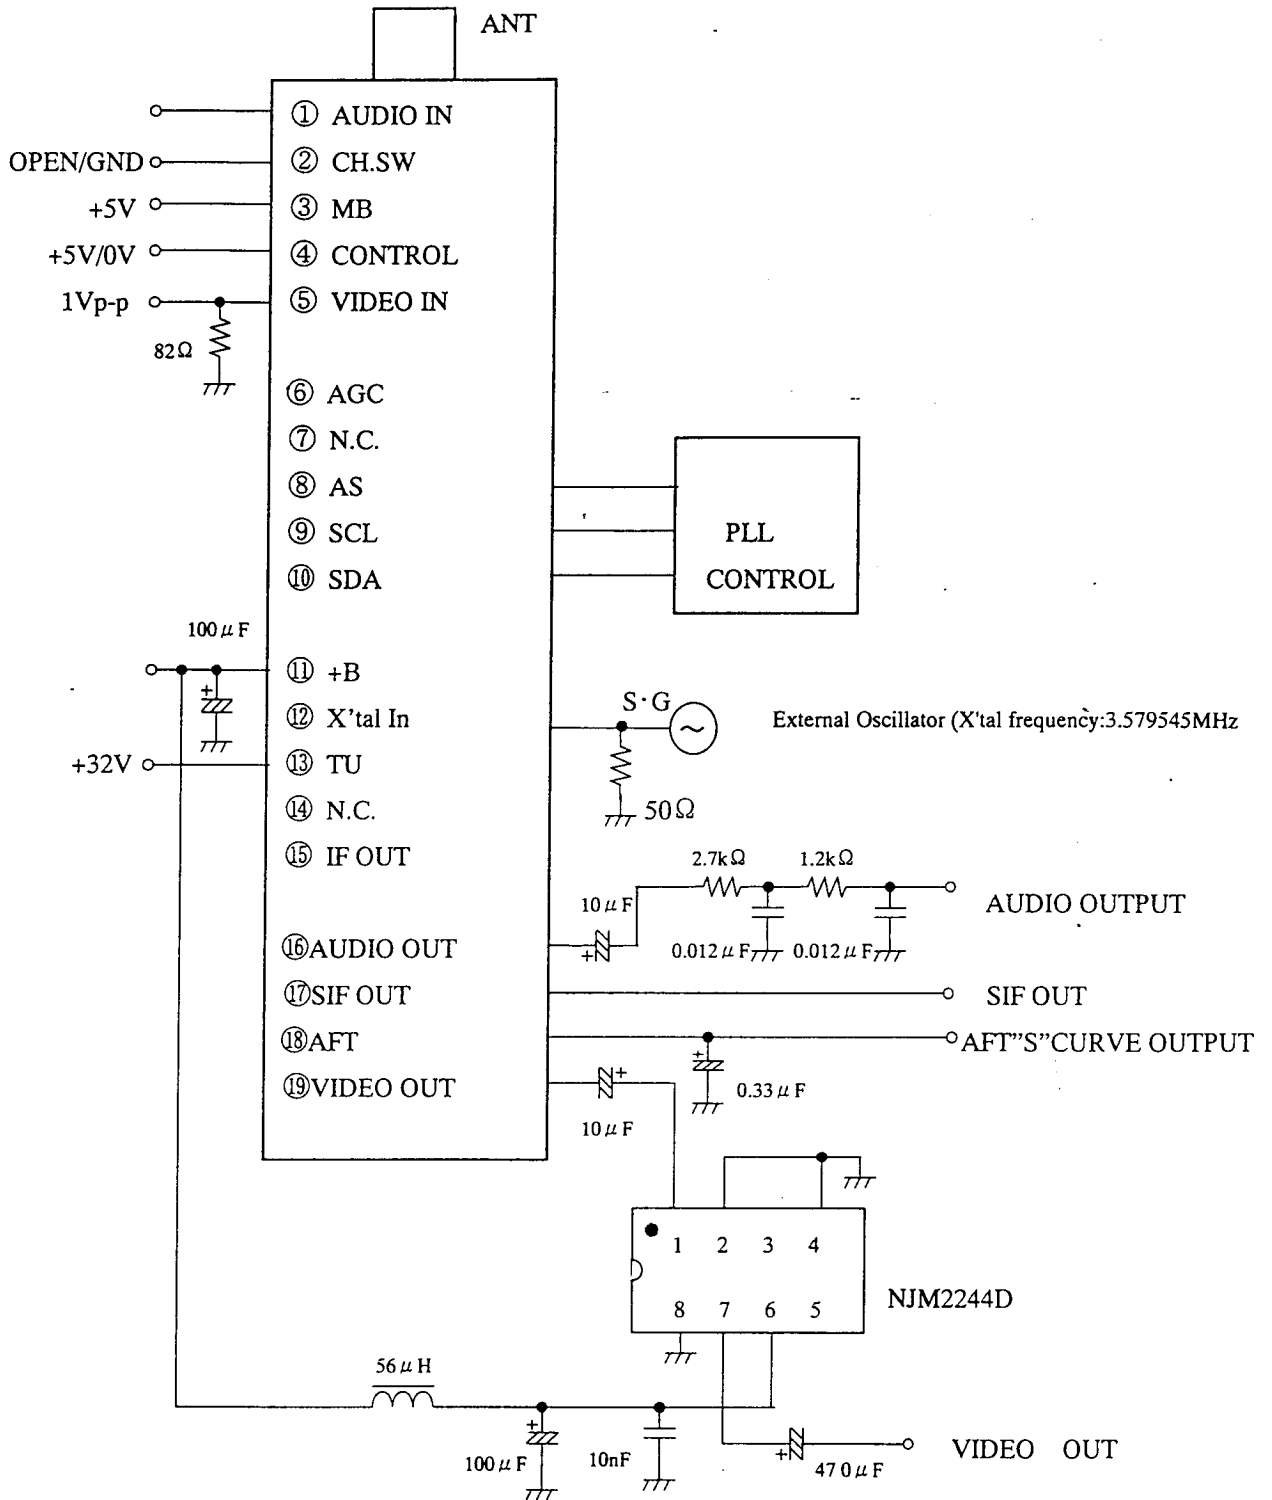 ANT
① AUDIO IN
OPEN/GND
② CH.SW
+5V
③ MB
+5V/0V
④ CONTROL
1Vp-p
⑤ VIDEO IN
82Ω
⑥ AGC
⑦ N.C.
⑧ AS
⑨ SCL
⑩ SDA
PLL
CONTROL
100μF
⑪ +B
+
⑫ X'tal In
S·G
External Oscillator (X'tal frequency:3.579545MHz
+32V
⑬ TU
50Ω
⑭ N.C.
⑮ IF OUT
2.7kΩ
1.2kΩ
10μF
AUDIO OUTPUT
⑯AUDIO OUT
+
0.012μF
0.012μF
⑰SIF OUT
SIF OUT
⑱AFT
AFT"S"CURVE OUTPUT
+
0.33μF
⑲VIDEO OUT
+
10μF
1 2 3 4
8 7 6 5
NJM2244D
56μH
+
100μF
10nF
+
470μF
VIDEO OUT